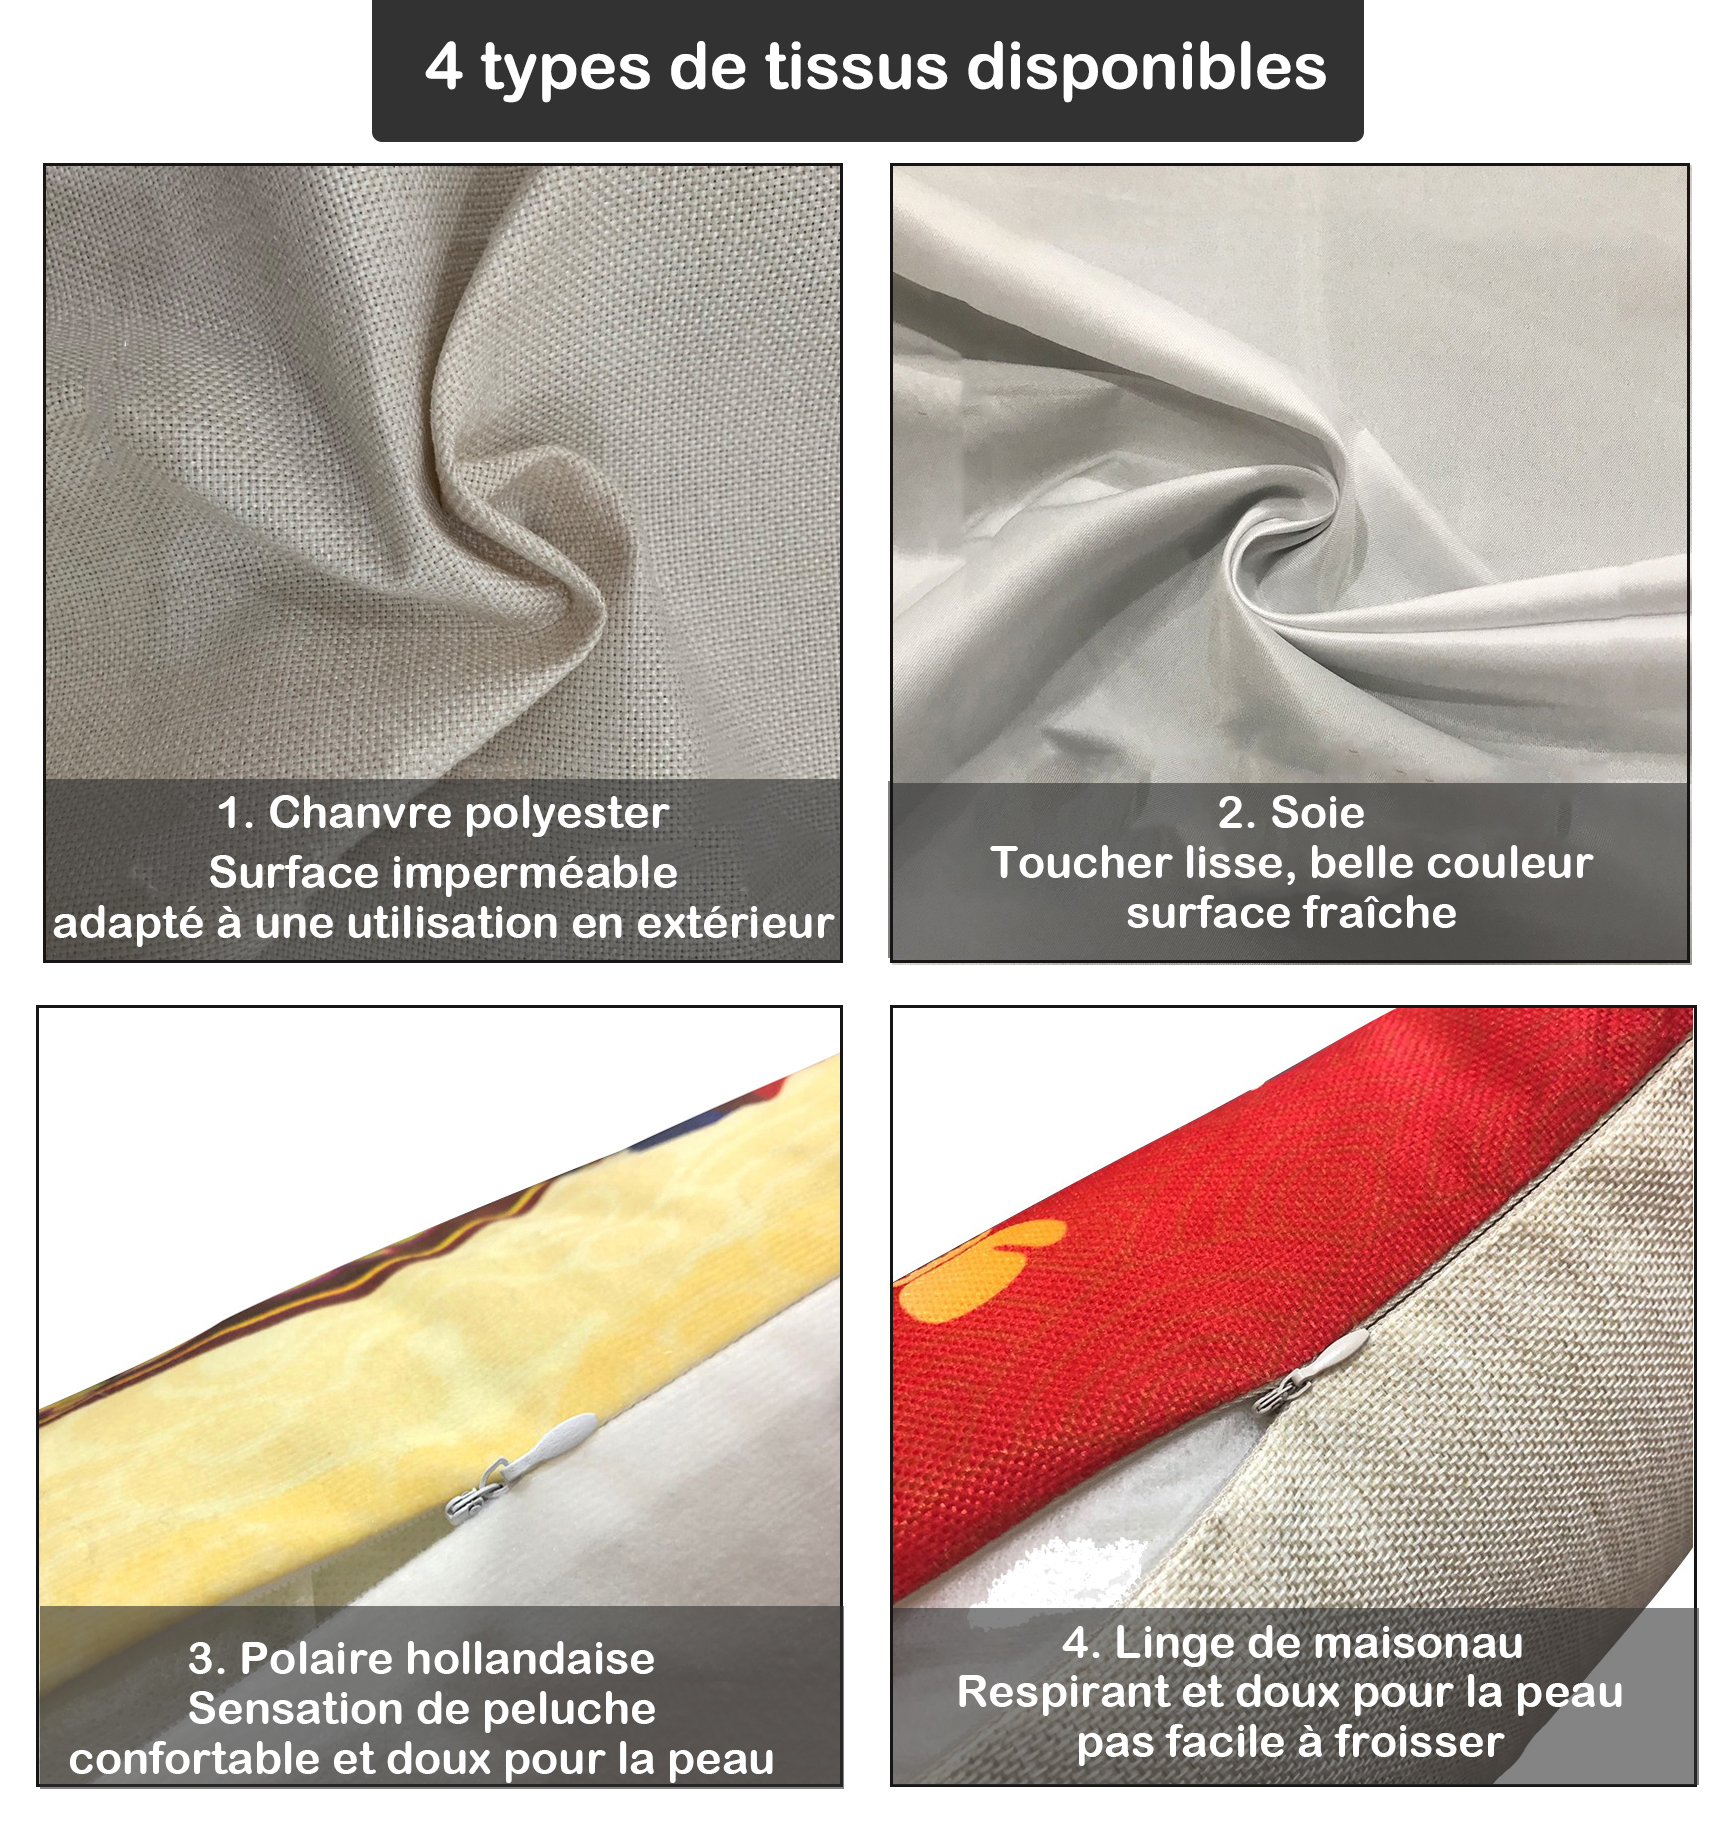 4 types de tissus disponibles
1. Chanvre polyester
Surface imperméable
adapté à une utilisation en extérieur
2. Soie
Toucher lisse, belle couleur
surface fraîche
3. Polaire hollandaise
Sensation de peluche
confortable et doux pour la peau
4. Linge de maisonau
Respirant et doux pour la peau
pas facile à froisser